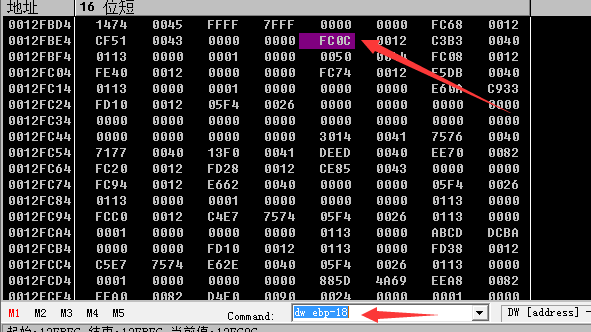 地址 16 位短
0012FBD4 1474 0045 FFFF 7FFF 0000 0000 FC68 0012
0012FBE4 CF51 0043 0000 0000 FC0C 0012 C3B3 0040
0012FBF4 0113 0000 0001 0000 0050 FC08 0012
0012FC04 FE40 0012 0000 0000 FC74 0012 E5DB 0040
0012FC14 0113 0000 0001 0000 0000 0000 E60A C933
0012FC24 FD10 0012 05F4 0026 0000 0000 0000 0000
0012FC34 0000 0000 0000 0000 0000 0000 0000 0000
0012FC44 0000 0000 0000 0000 3014 0041 7576 0040
0012FC54 7177 0040 13F0 0041 DEED 0040 EE70 0082
0012FC64 FC20 0012 FD28 0012 CE85 0043 0000 0000
0012FC74 FC94 0012 E662 0040 0000 0000 05F4 0026
0012FC84 0113 0000 0001 0000 0000 0000 0113 0000
0012FC94 FCC0 0012 C4E7 7574 05F4 0026 0113 0000
0012FCA4 0001 0000 0000 0000 0113 0000 ABCD DCBA
0012FCB4 0000 0000 FD10 0012 0113 0000 FD38 0012
0012FCC4 C5E7 7574 E62E 0040 05F4 0026 0113 0000
0012FCD4 0001 0000 0000 0000 885D 4A69 EEA8 0082
0012FCE4 FEA0 0082 D4F0 0090 0024 0000 0001 0000
M1 M2 M3 M4 M5 Command: dw ebp-18 DW [address] -